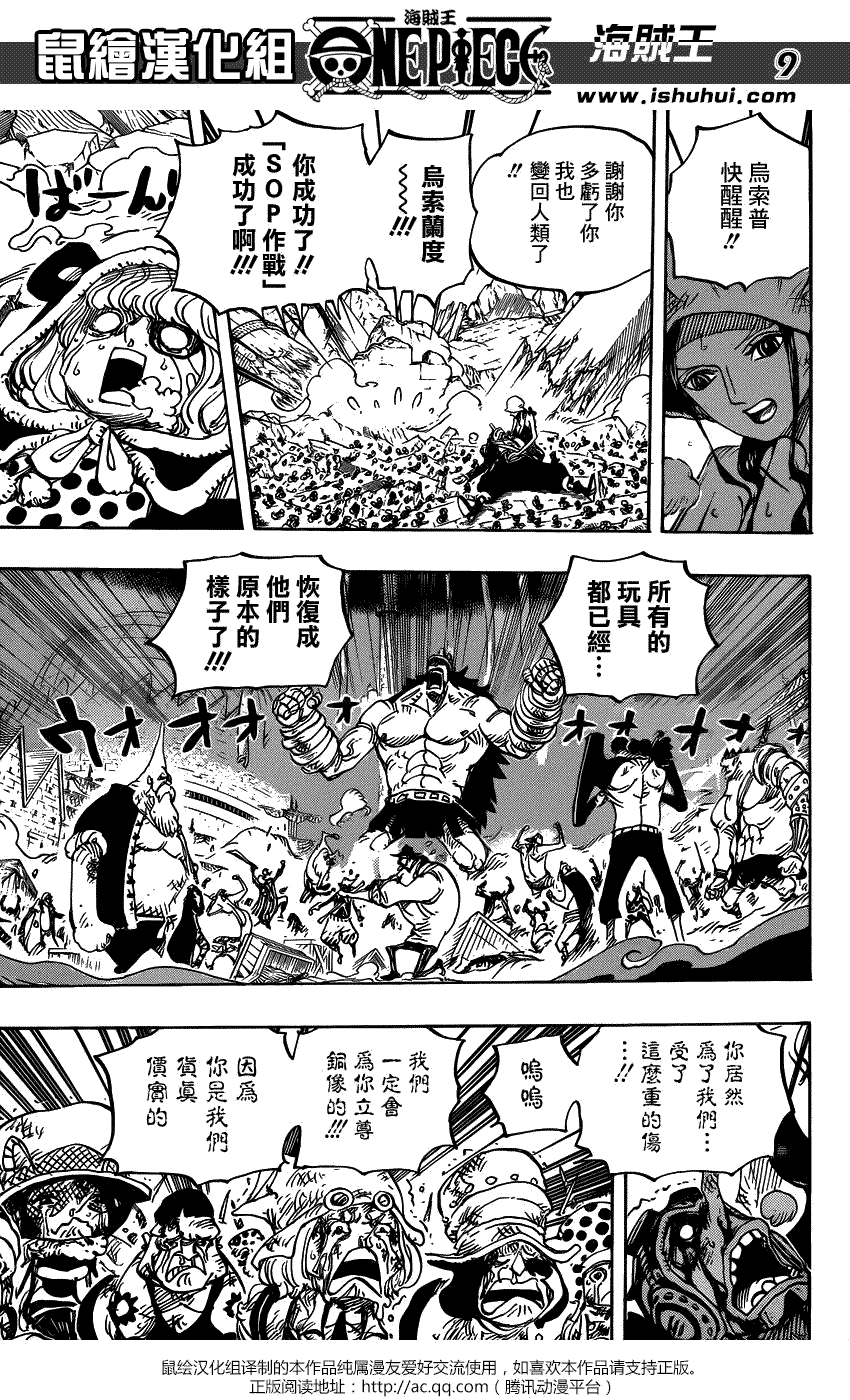 鼠繪漢化組
海賊王
ONE PIECE
海賊王
9
www.ishuhui.com
烏索普
快醒醒!!
謝謝你
多虧了你
我也
變回人類了
!!
烏索蘭度
~~~!!!
你成功了!!
「SOP作戰」
成功了啊!!!
ばーん!!
所有的
玩具
都已經…
恢復成
他們
原本的
樣子了!!!
ウォオオオオオオ
你居然
為了我們…
受了
這麼重的傷
…!!
嗚
嗚
我們
一定會
為你立尊
銅像的!!!
因為
你是我們
貨真
價實的
鼠绘汉化组译制的本作品纯属漫友爱好交流使用，如喜欢本作品请支持正版。
正版阅读地址：http://ac.qq.com（腾讯动漫平台）